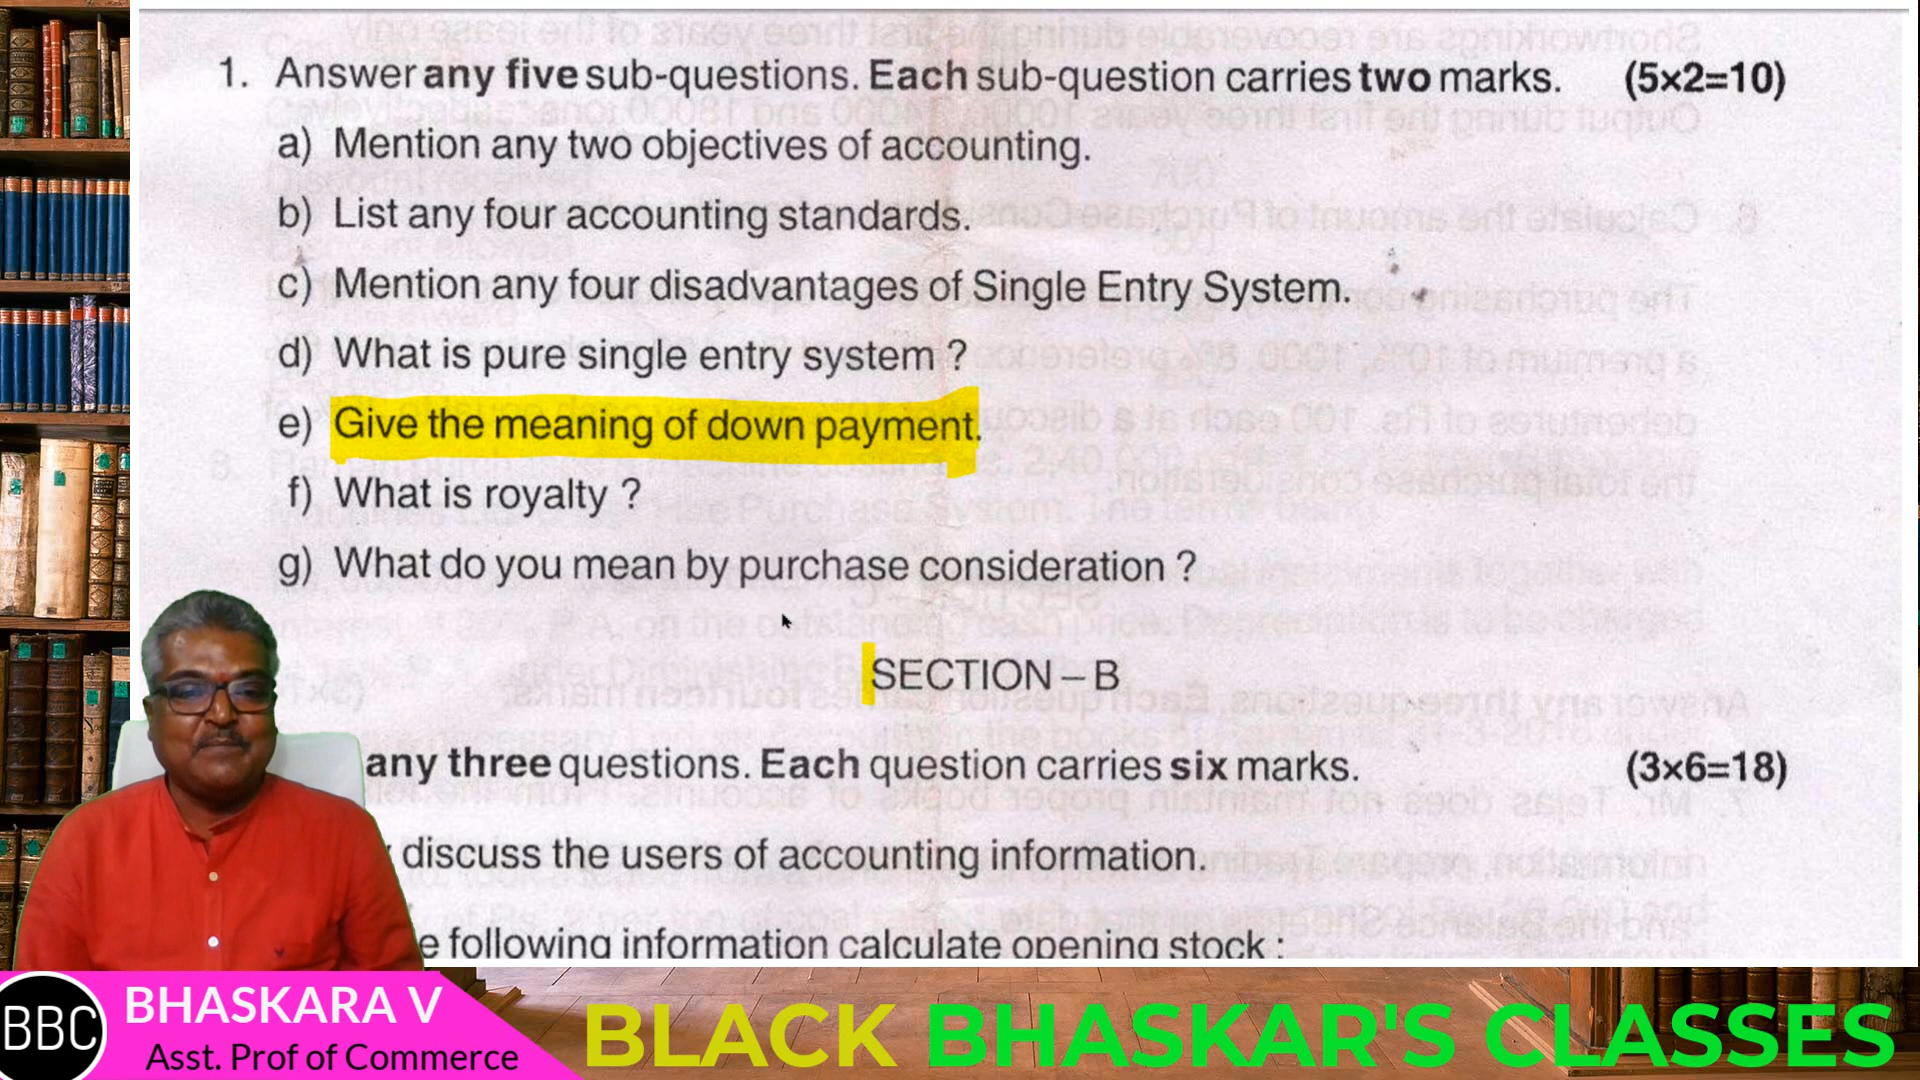 1. Answer any five sub-questions. Each sub-question carries two marks. (5×2=10)
a) Mention any two objectives of accounting.
b) List any four accounting standards.
c) Mention any four disadvantages of Single Entry System.
d) What is pure single entry system ?
e) Give the meaning of down payment.
f) What is royalty ?
g) What do you mean by purchase consideration ?
SECTION – B
any three questions. Each question carries six marks. (3×6=18)
discuss the users of accounting information.
e following information calculate opening stock :
BBC
BHASKARA V
Asst. Prof of Commerce
BLACK BHASKAR'S CLASSES